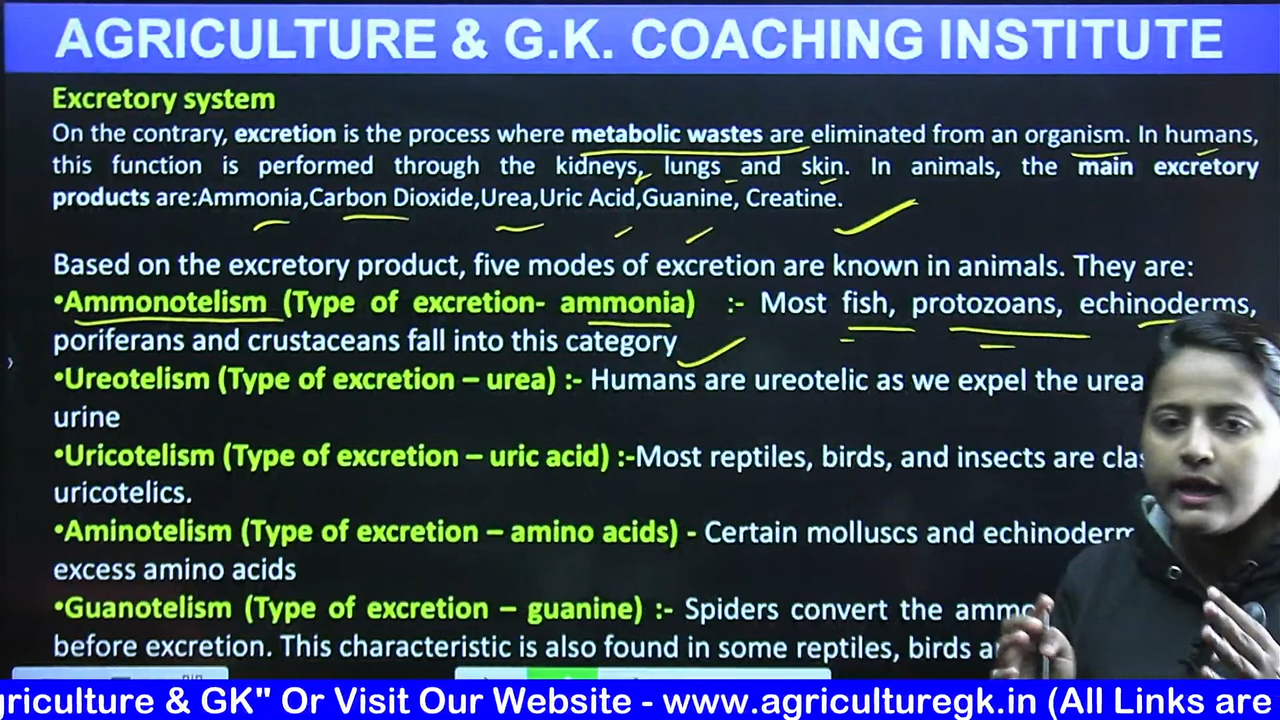 AGRICULTURE & G.K. COACHING INSTITUTE
Excretory system
On the contrary, excretion is the process where metabolic wastes are eliminated from an organism. In humans,
this function is performed through the kidneys, lungs and skin. In animals, the main excretory
products are:Ammonia,Carbon Dioxide,Urea,Uric Acid,Guanine, Creatine.
Based on the excretory product, five modes of excretion are known in animals. They are:
•Ammonotelism (Type of excretion- ammonia) :- Most fish, protozoans, echinoderms,
poriferans and crustaceans fall into this category
•Ureotelism (Type of excretion – urea) :- Humans are ureotelic as we expel the urea
urine
•Uricotelism (Type of excretion – uric acid) :-Most reptiles, birds, and insects are
uricotelics.
•Aminotelism (Type of excretion – amino acids) - Certain molluscs and
excess amino acids
•Guanotelism (Type of excretion – guanine) :- Spiders convert the
before excretion. This characteristic is also found in some reptiles, birds
griculture & GK" Or Visit Our Website - www.agriculturegk.in (All Links are